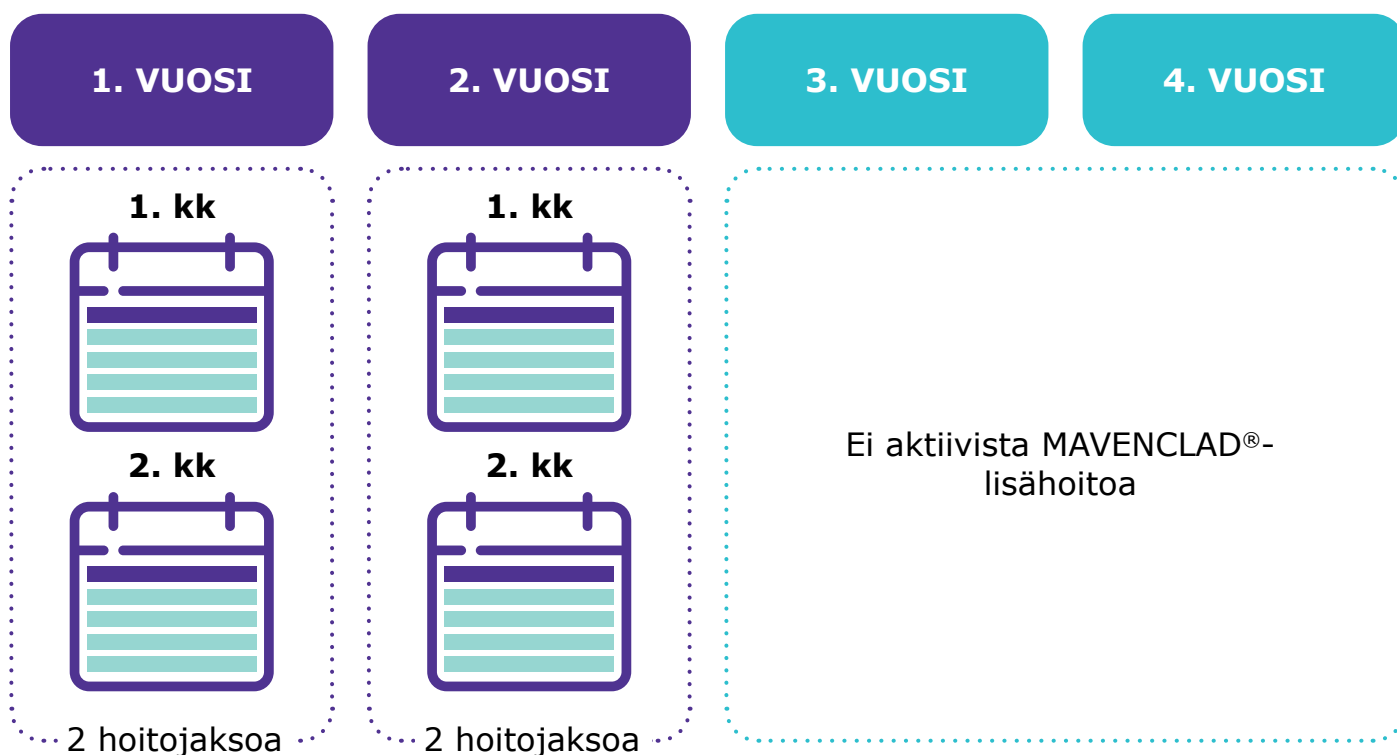 1. VUOSI
2. VUOSI
3. VUOSI
4. VUOSI
1. kk
2. kk
2 hoitojaksoa
1. kk
2. kk
2 hoitojaksoa
Ei aktiivista MAVENCLAD®-
lisähoitoa